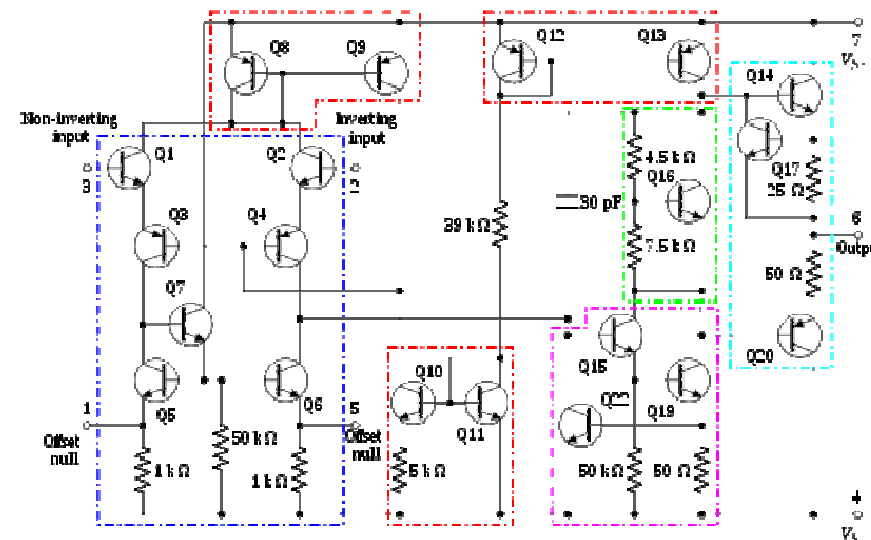 Q8
Q9
Q12
Q13
7
Q14
Non-inverting
input
Inverting
input
Q1
Q2
3
2
4.5 kΩ
Q16
Q17
25 Ω
30 pF
39 kΩ
Q3
Q4
7.5 kΩ
6
Output
50 Ω
Q7
Q15
Q20
Q10
Q19
Q5
Q6
1
5
Offset
null
Offset
null
50 kΩ
Q11
1 kΩ
1 kΩ
5 kΩ
50 kΩ
50 Ω
4